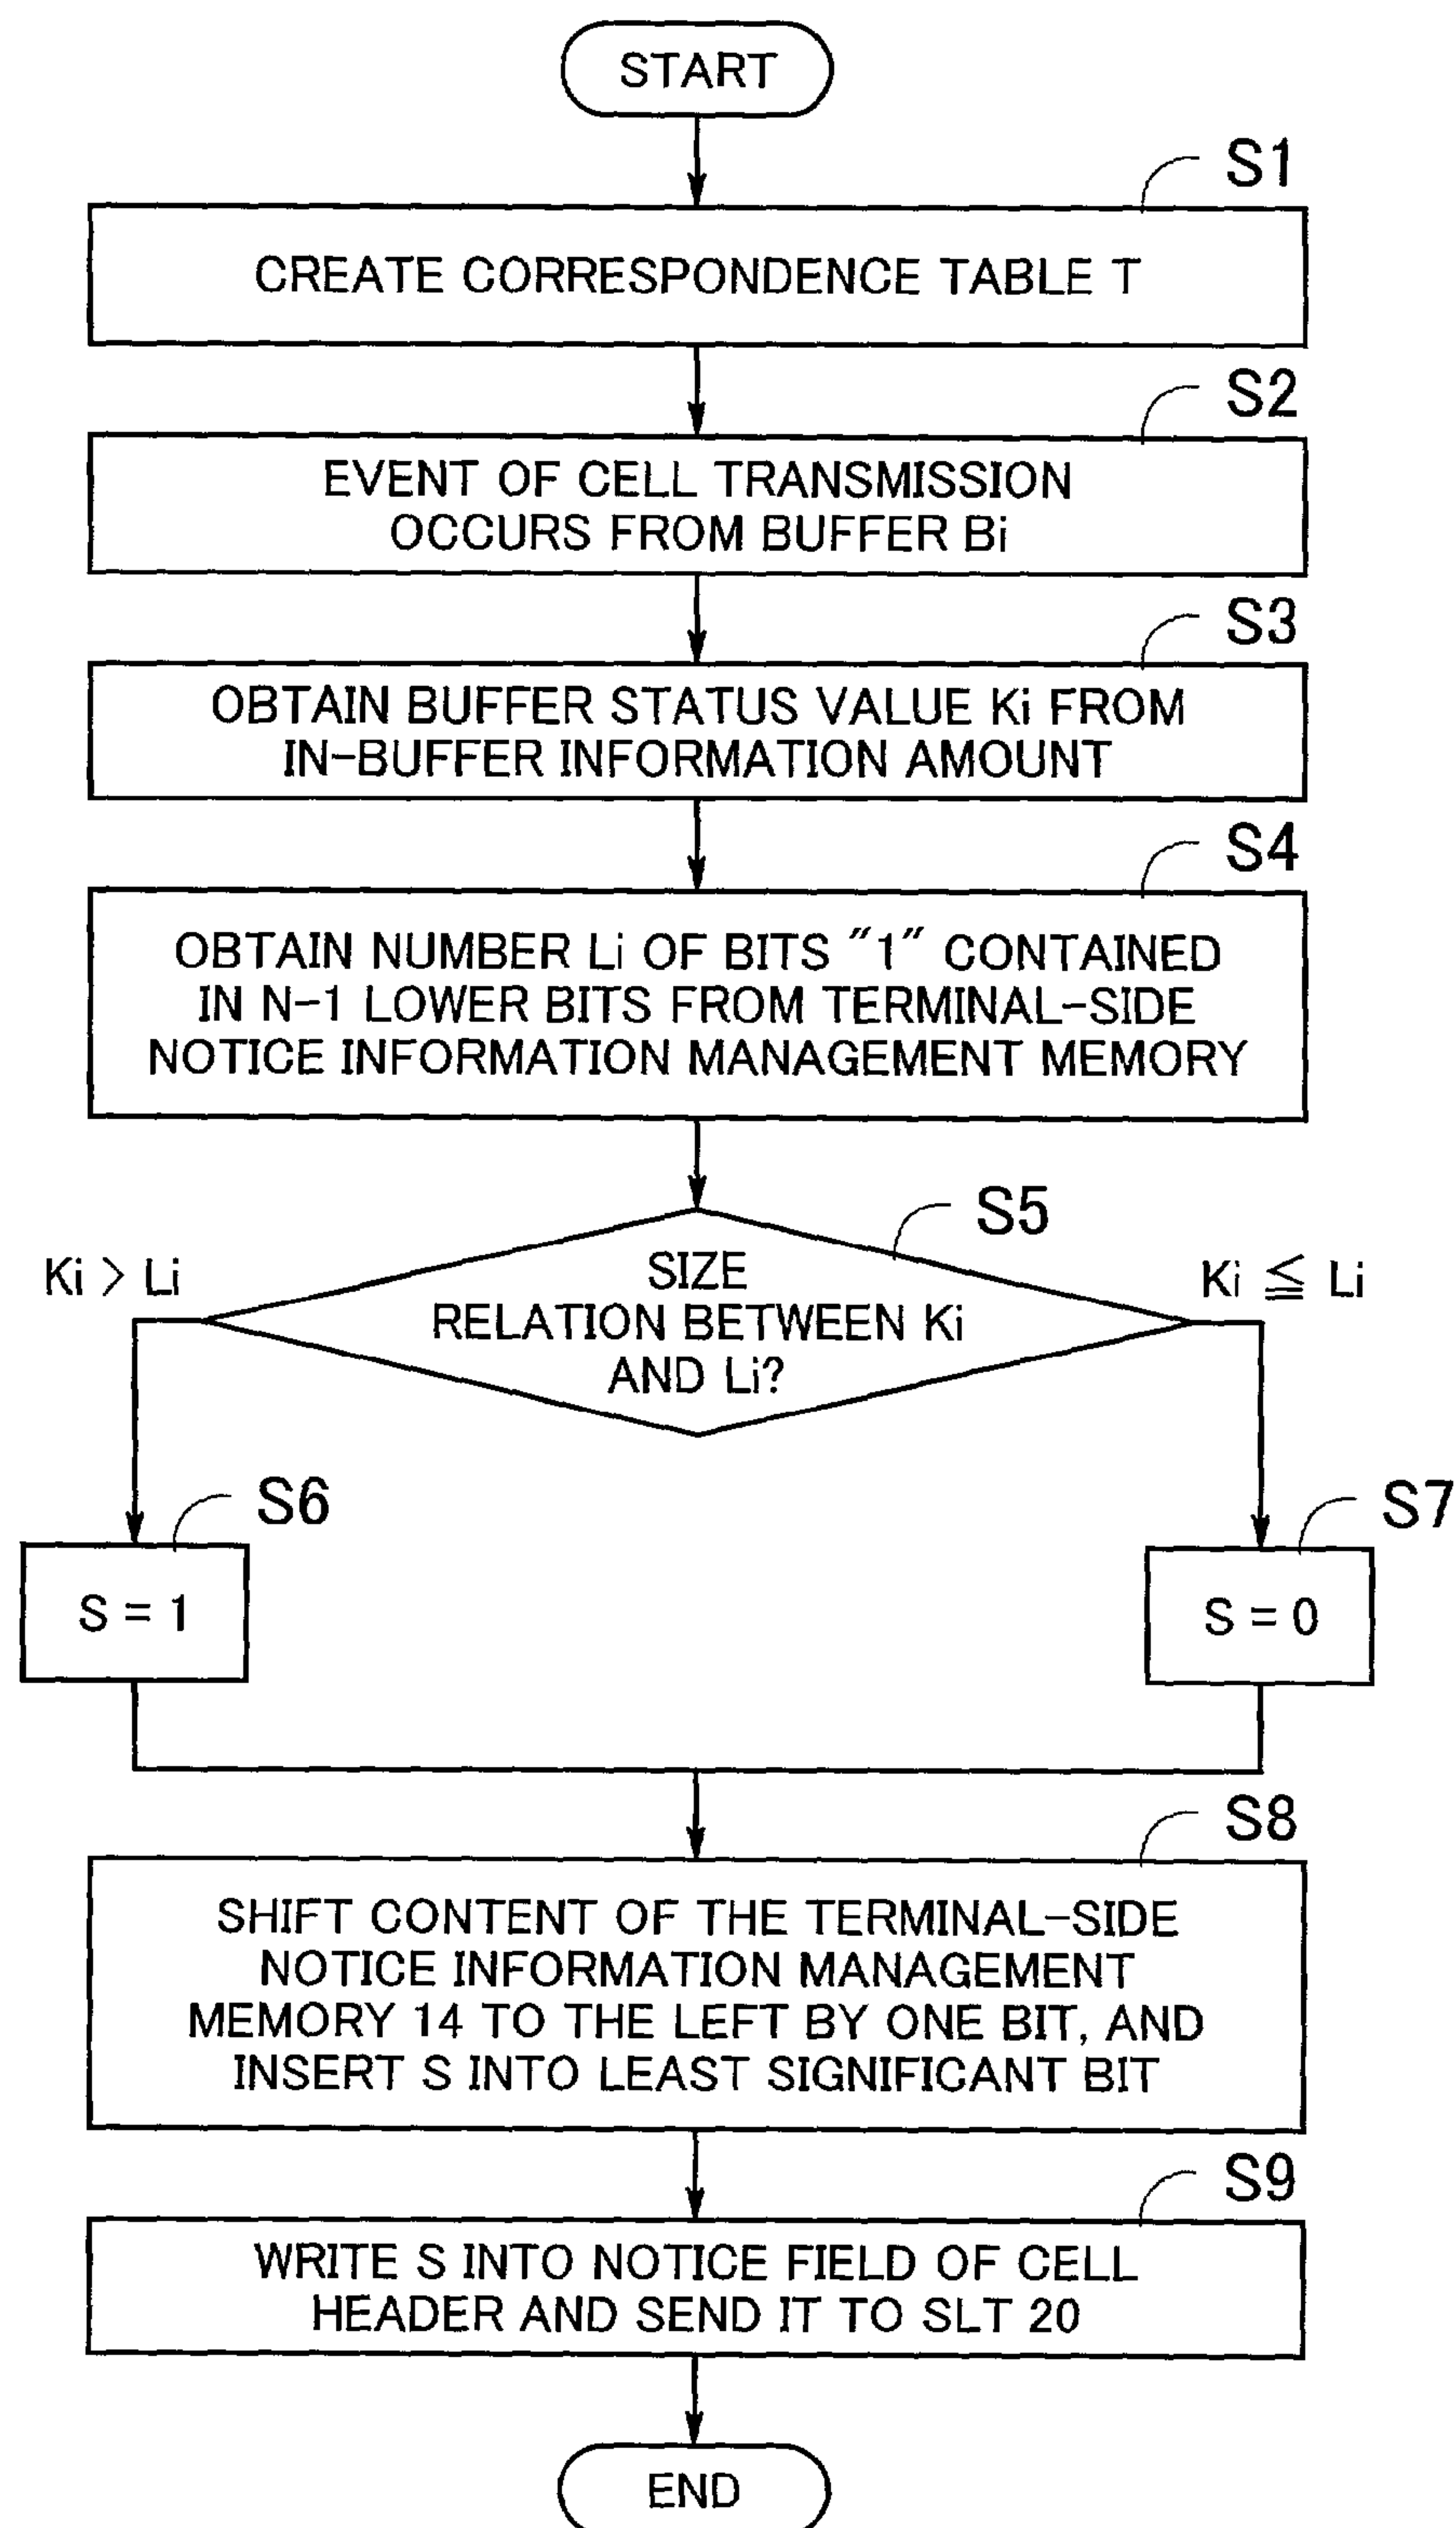 START
S1
CREATE CORRESPONDENCE TABLE T
S2
EVENT OF CELL TRANSMISSION
OCCURS FROM BUFFER Bi
S3
OBTAIN BUFFER STATUS VALUE Ki FROM
IN-BUFFER INFORMATION AMOUNT
S4
OBTAIN NUMBER Li OF BITS "1" CONTAINED
IN N-1 LOWER BITS FROM TERMINAL-SIDE
NOTICE INFORMATION MANAGEMENT MEMORY
S5
Ki > Li
SIZE
RELATION BETWEEN Ki
AND Li?
Ki ≦ Li
S6
S = 1
S7
S = 0
S8
SHIFT CONTENT OF THE TERMINAL-SIDE
NOTICE INFORMATION MANAGEMENT
MEMORY 14 TO THE LEFT BY ONE BIT, AND
INSERT S INTO LEAST SIGNIFICANT BIT
S9
WRITE S INTO NOTICE FIELD OF CELL
HEADER AND SEND IT TO SLT 20
END